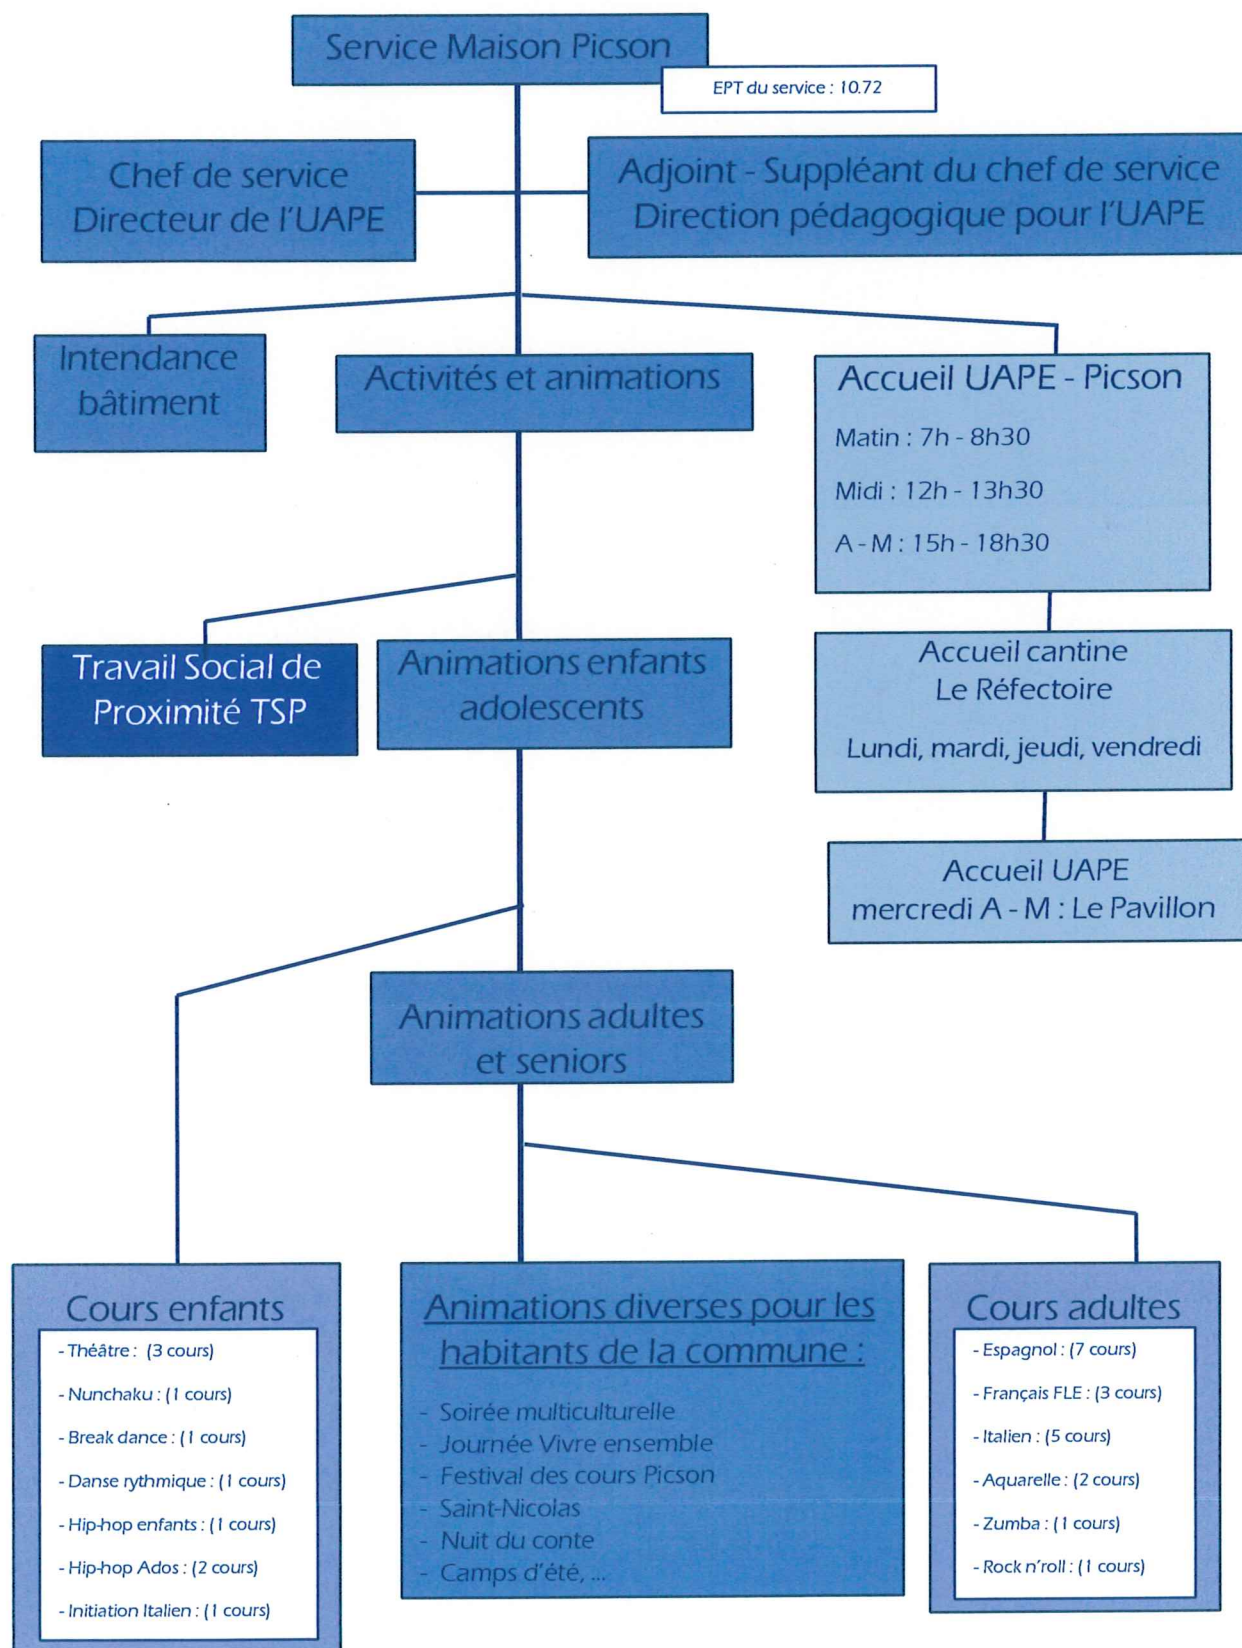 Service Maison Picson
EPT du service : 10.72
Chef de service
Directeur de l'UAPE
Adjoint - Suppléant du chef de service
Direction pédagogique pour l'UAPE
Intendance
bâtiment
Activités et animations
Accueil UAPE - Picson
Matin : 7h - 8h30
Midi : 12h - 13h30
A - M : 15h - 18h30
Travail Social de
Proximité TSP
Animations enfants
adolescents
Accueil cantine
Le Réfectoire
Lundi, mardi, jeudi, vendredi
Accueil UAPE
mercredi A - M : Le Pavillon
Animations adultes
et seniors
Cours enfants
- Théâtre : (3 cours)
- Nunchaku : (1 cours)
- Break dance : (1 cours)
- Danse rythmique : (1 cours)
- Hip-hop enfants : (1 cours)
- Hip-hop Ados : (2 cours)
- Initiation Italien : (1 cours)
Animations diverses pour les
habitants de la commune :
- Soirée multiculturelle
- Journée Vivre ensemble
- Festival des cours Picson
- Saint-Nicolas
- Nuit du conte
- Camps d'été, ...
Cours adultes
- Espagnol : (7 cours)
- Français FLE : (3 cours)
- Italien : (5 cours)
- Aquarelle : (2 cours)
- Zumba : (1 cours)
- Rock n'roll : (1 cours)